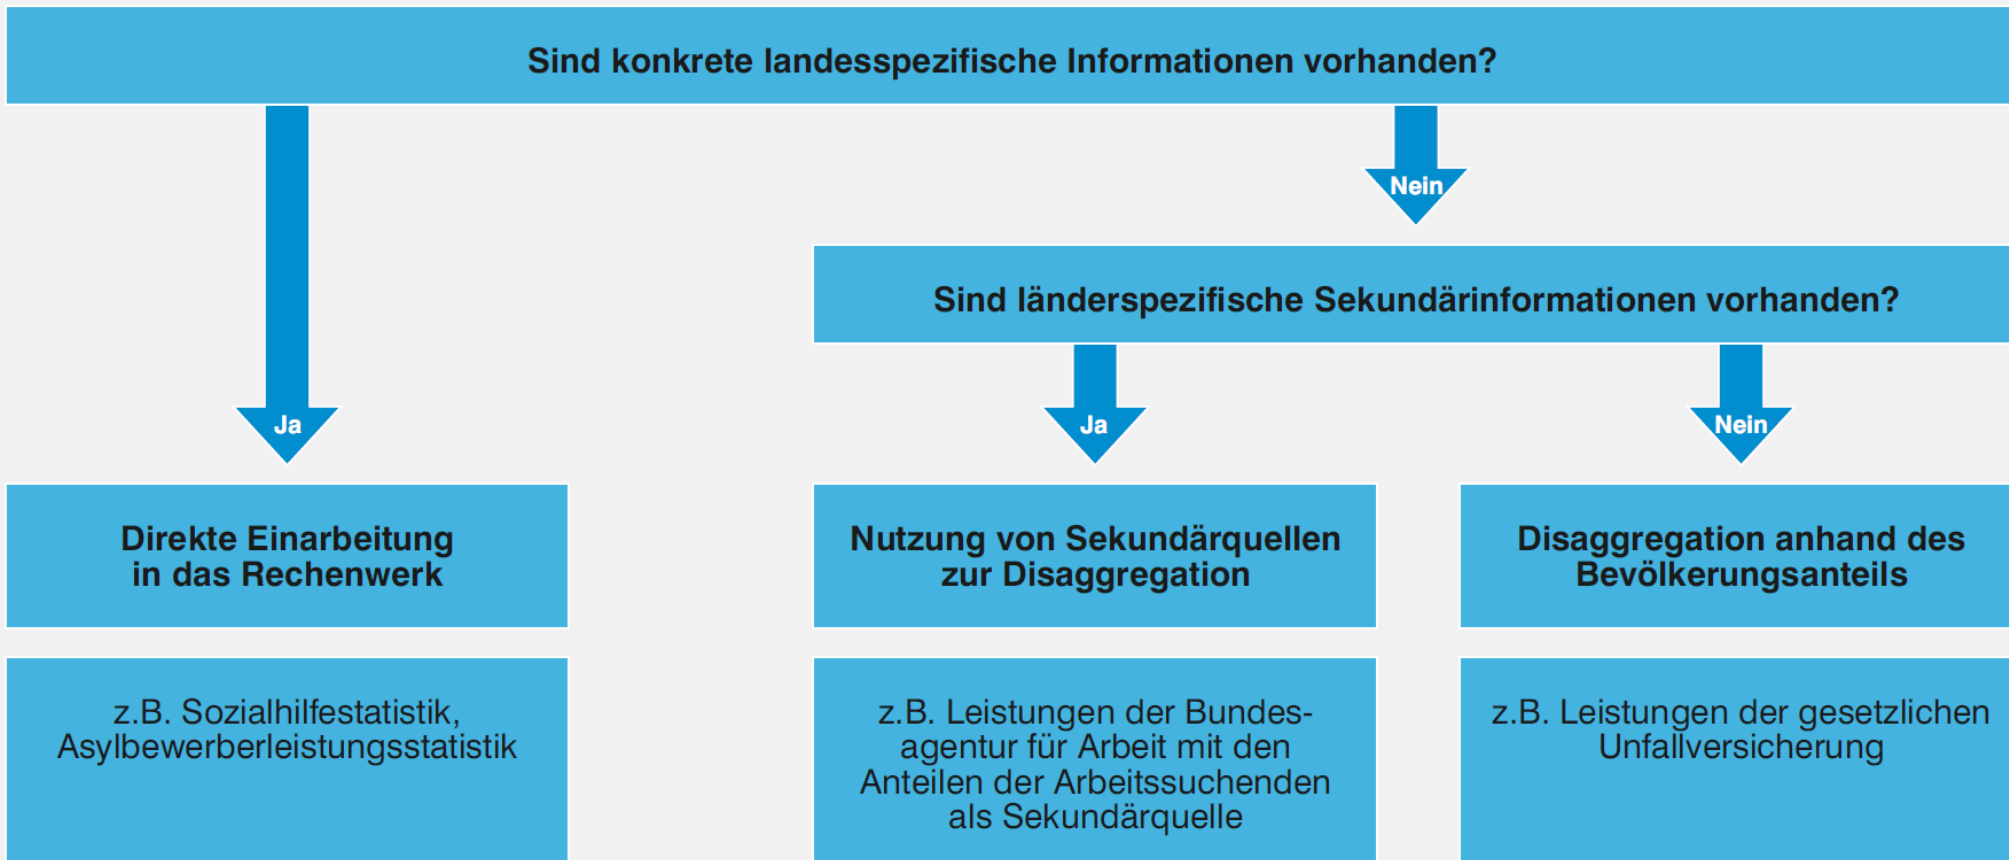 Sind konkrete landesspezifische Informationen vorhanden?
Nein
Sind länderspezifische Sekundärinformationen vorhanden?
Ja
Ja
Nein
Direkte Einarbeitung
in das Rechenwerk
Nutzung von Sekundärquellen
zur Disaggregation
Disaggregation anhand des
Bevölkerungsanteils
z.B. Sozialhilfestatistik,
Asylbewerberleistungsstatistik
z.B. Leistungen der Bundes-
agentur für Arbeit mit den
Anteilen der Arbeitssuchenden
als Sekundärquelle
z.B. Leistungen der gesetzlichen
Unfallversicherung